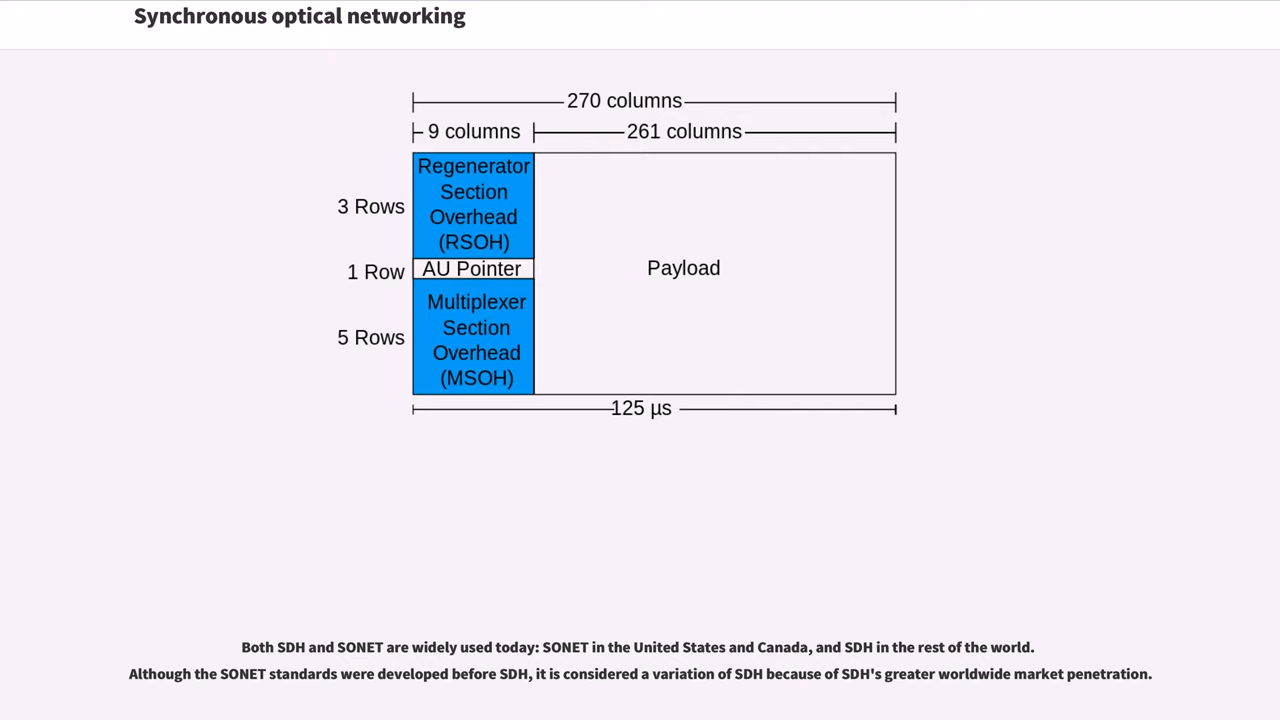 Synchronous optical networking
270 columns
9 columns
261 columns
Regenerator
Section
Overhead
(RSOH)
3 Rows
AU Pointer
1 Row
Payload
Multiplexer
Section
Overhead
(MSOH)
5 Rows
125 µs
Both SDH and SONET are widely used today: SONET in the United States and Canada, and SDH in the rest of the world.
Although the SONET standards were developed before SDH, it is considered a variation of SDH because of SDH's greater worldwide market penetration.